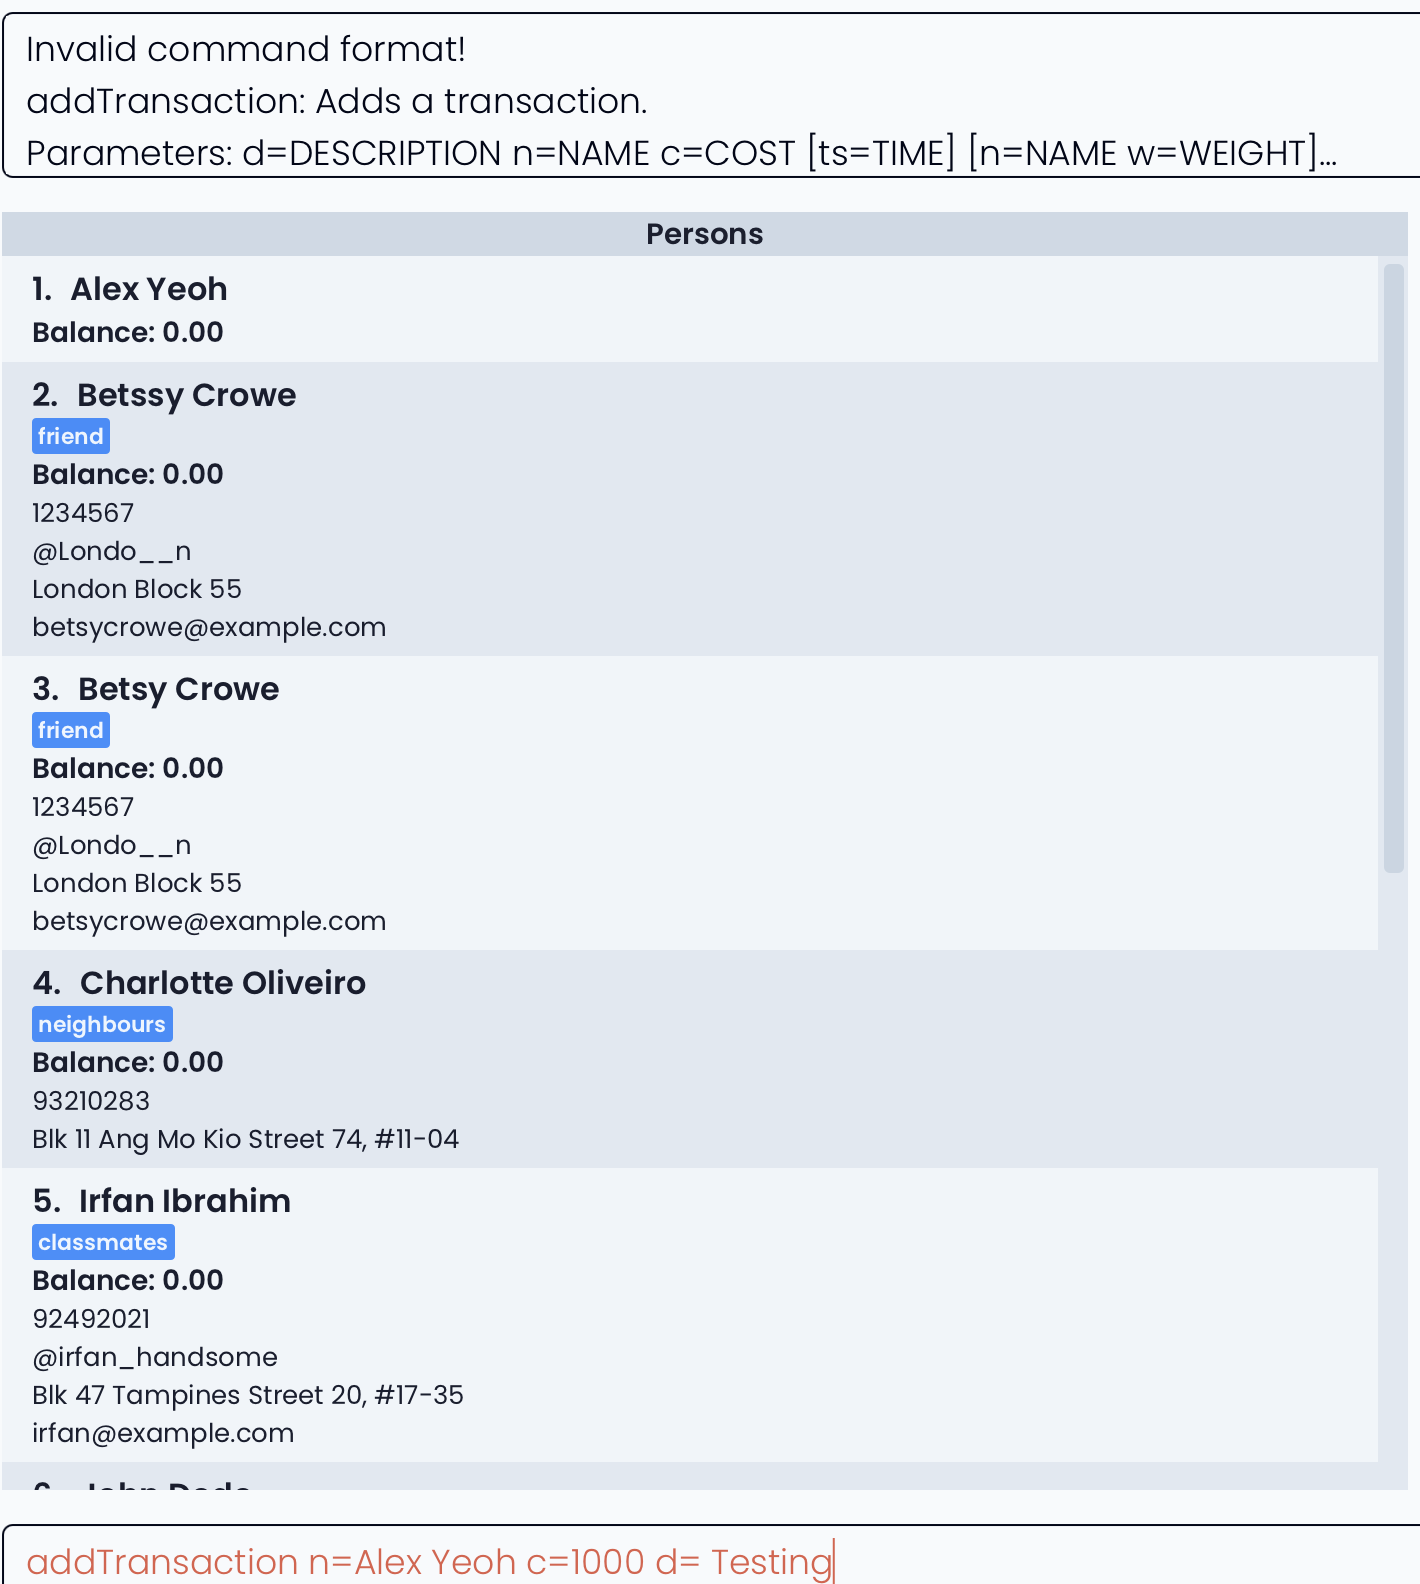 Invalid command format!
addTransaction: Adds a transaction.
Parameters: d=DESCRIPTION n=NAME c=COST [ts=TIME] [n=NAME w=WEIGHT]...
Persons
1. Alex Yeoh
Balance: 0.00
2. Betssy Crowe
friend
Balance: 0.00
1234567
@Londo__n
London Block 55
betsycrowe@example.com
3. Betsy Crowe
friend
Balance: 0.00
1234567
@Londo__n
London Block 55
betsycrowe@example.com
4. Charlotte Oliveiro
neighbours
Balance: 0.00
93210283
Blk 11 Ang Mo Kio Street 74, #11-04
5. Irfan Ibrahim
classmates
Balance: 0.00
92492021
@irfan_handsome
Blk 47 Tampines Street 20, #17-35
irfan@example.com
6. John
addTransaction n=Alex Yeoh c=1000 d= Testing